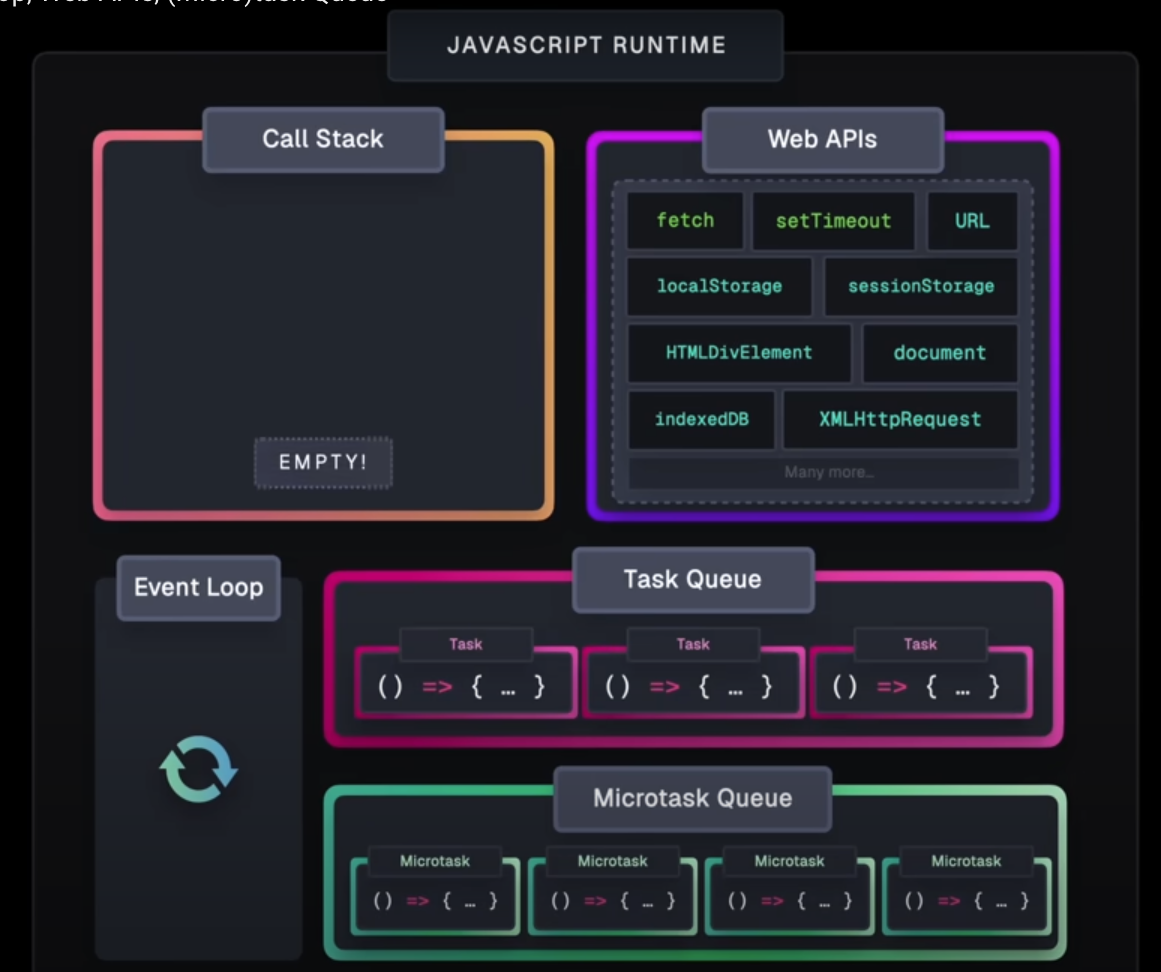 op, Web APIs, (Micro)task Queue
JAVASCRIPT RUNTIME
Call Stack
EMPTY!
Web APIs
fetch
setTimeout
URL
localStorage
sessionStorage
HTMLDivElement
document
indexedDB
XMLHttpRequest
Many more…
Event Loop
Task Queue
Task
() => { … }
Task
() => { … }
Task
() => { … }
Microtask Queue
Microtask
() => { … }
Microtask
() => { … }
Microtask
() => { … }
Microtask
() => { … }